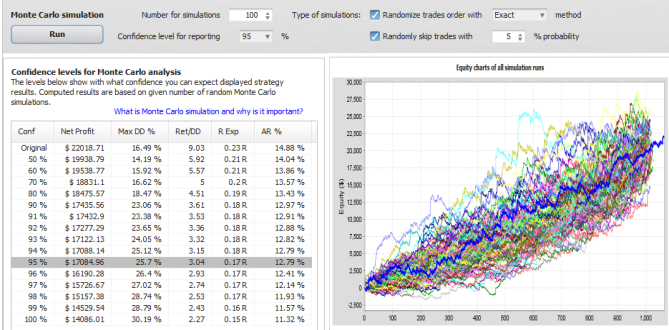 Monte Carlo simulation
Number for simulations 100
Type of simulations: Randomize trades order with Exact method
Run
Confidence level for reporting 95 %
Randomly skip trades with 5 % probability
Confidence levels for Monte Carlo analysis
The levels below show with what confidence you can expect displayed strategy
results. Computed results are based on given number of random Monte Carlo
simulations.
What is Monte Carlo simulation and why is it important?
Conf Net Profit Max DD % Ret/DD R Exp AR %
Original $ 22018.71 16.49 % 9.03 0.23 R 14.88 %
50 % $ 19938.79 14.19 % 5.92 0.21 R 14.04 %
60 % $ 19538.77 15.92 % 5.57 0.21 R 13.86 %
70 % $ 18831.1 16.62 % 5 0.2 R 13.57 %
80 % $ 18475.57 18.47 % 4.51 0.19 R 13.43 %
90 % $ 17435.56 23.06 % 3.61 0.18 R 12.97 %
91 % $ 17432.9 23.38 % 3.53 0.18 R 12.91 %
92 % $ 17277.29 23.65 % 3.36 0.18 R 12.88 %
93 % $ 17122.13 24.05 % 3.32 0.18 R 12.82 %
94 % $ 17088.14 25.12 % 3.15 0.18 R 12.79 %
95 % $ 17084.96 25.7 % 3.04 0.17 R 12.79 %
96 % $ 16190.28 26.4 % 2.93 0.17 R 12.41 %
97 % $ 15726.67 27.02 % 2.74 0.17 R 12.14 %
98 % $ 15157.38 28.74 % 2.53 0.17 R 11.93 %
99 % $ 14529.54 28.79 % 2.43 0.16 R 11.57 %
100 % $ 14086.01 30.19 % 2.27 0.15 R 11.32 %
Equity charts of all simulation runs
Equity ($)
30,000
27,500
25,000
22,500
20,000
17,500
15,000
12,500
10,000
7,500
5,000
2,500
0
-2,500
0 100 200 300 400 500 600 700 800 900 1,000